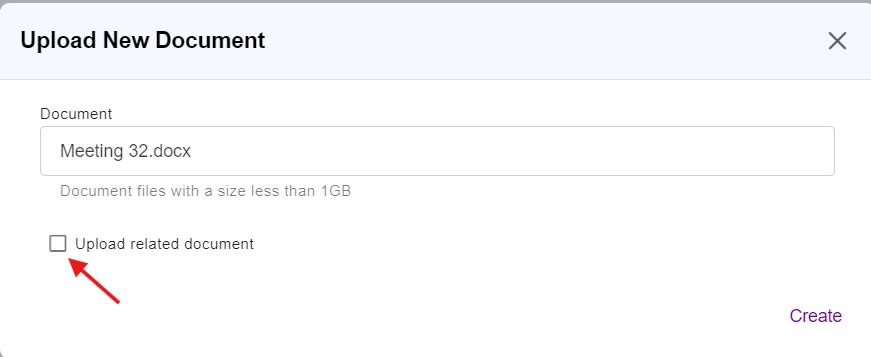 Upload New Document
Document
Meeting 32.docx
Document files with a size less than 1GB
Upload related document
Create